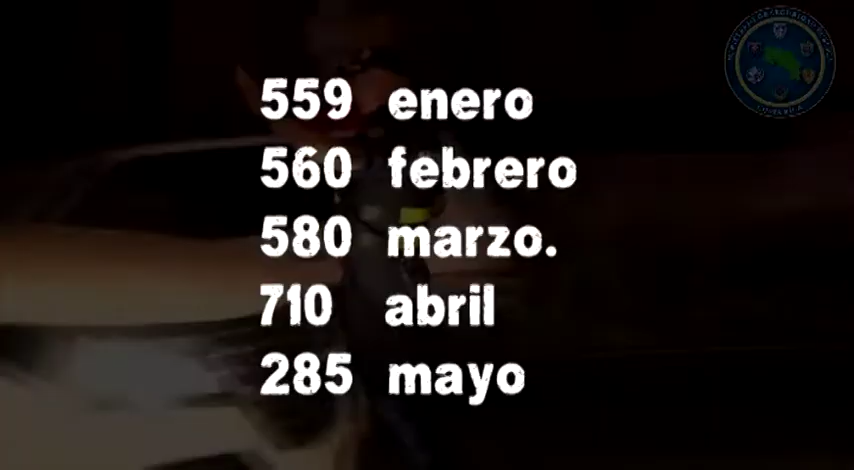 559 enero
560 febrero
580 marzo.
710 abril
285 mayo